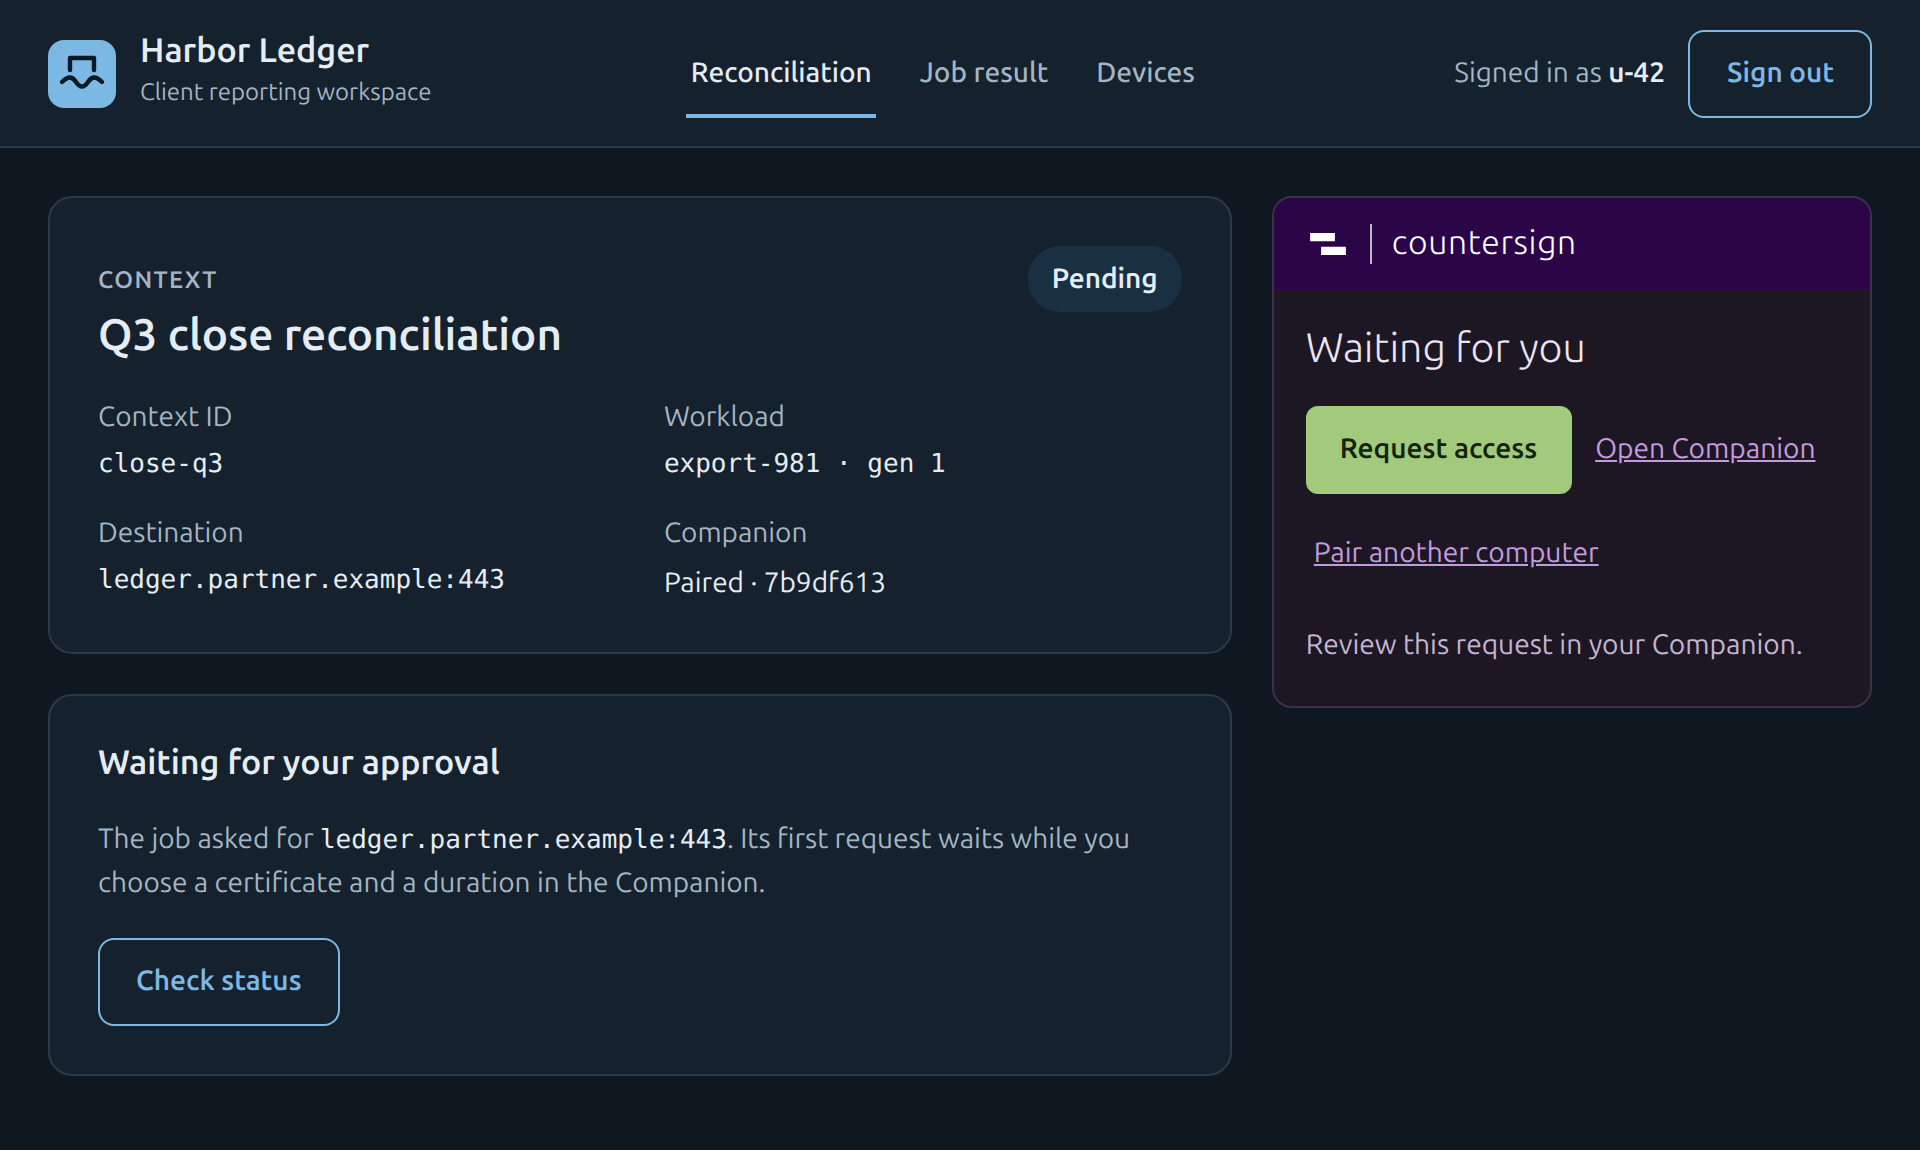 Harbor Ledger
Client reporting workspace
Reconciliation
Job result
Devices
Signed in as u-42
Sign out
CONTEXT
Pending
Q3 close reconciliation
Context ID
close-q3
Workload
export-981 · gen 1
Destination
ledger.partner.example:443
Companion
Paired · 7b9df613
Waiting for your approval
The job asked for ledger.partner.example:443. Its first request waits while you
choose a certificate and a duration in the Companion.
Check status
countersign
Waiting for you
Request access
Open Companion
Pair another computer
Review this request in your Companion.